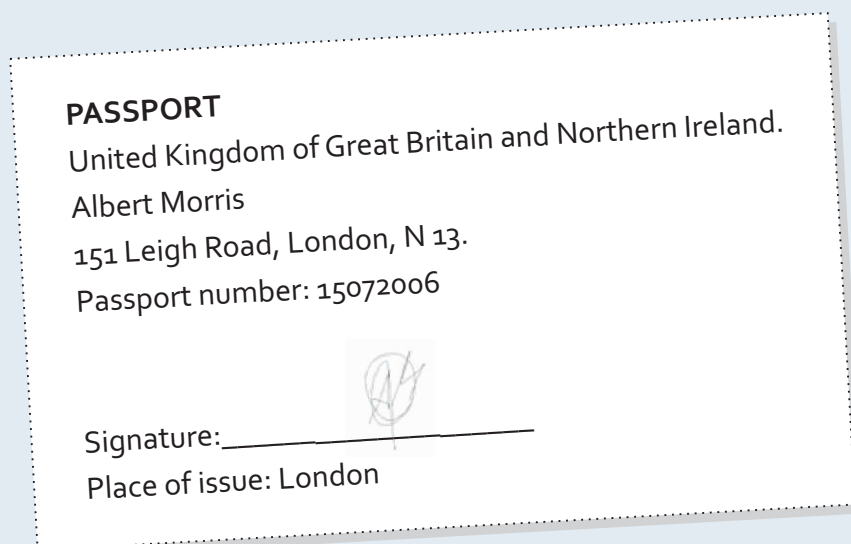 PASSPORT
United Kingdom of Great Britain and Northern Ireland.
Albert Morris
151 Leigh Road, London, N 13.
Passport number: 15072006
Signature:
Place of issue: London